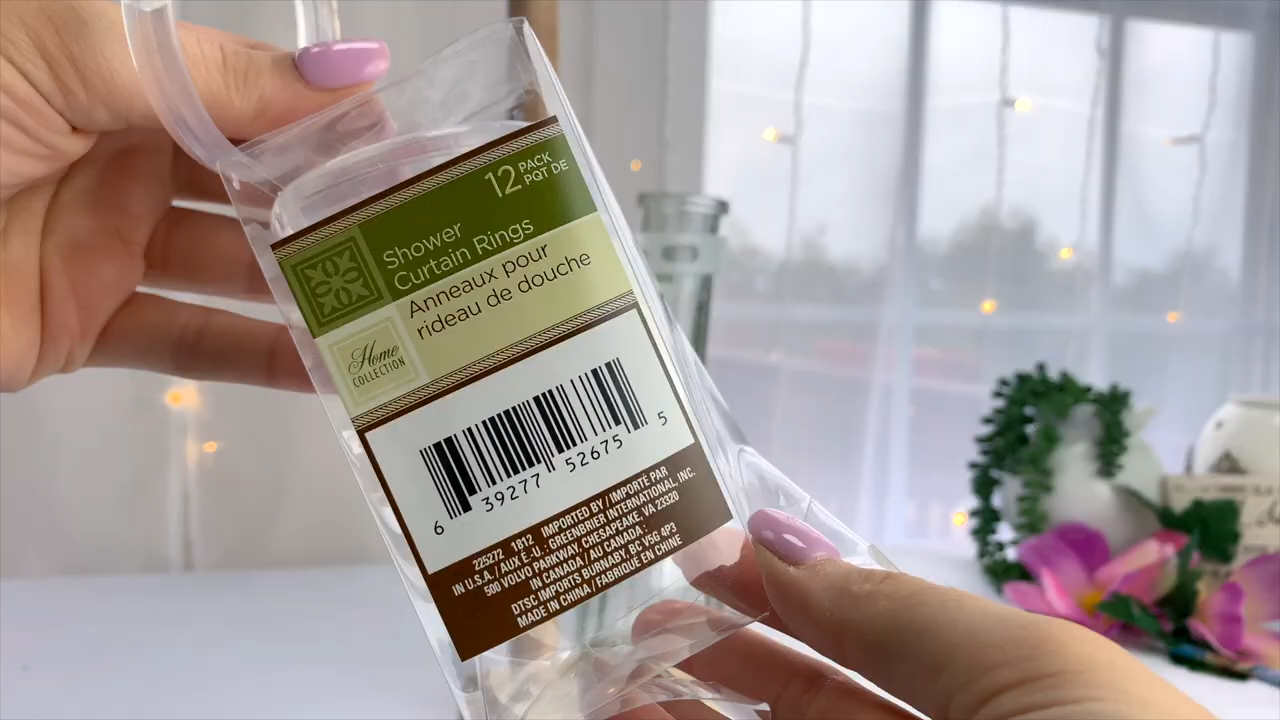 12 PACK
PQT DE
Shower
Curtain Rings
Anneaux pour
rideau de douche
Home
COLLECTION
6 39277 52675 5
225272 1812 IMPORTED BY / IMPORTÉ PAR
IN U.S.A. / AUX É.-U. : GREENBRIER INTERNATIONAL, INC.
500 VOLVO PARKWAY, CHESAPEAKE, VA 23320
IN CANADA / AU CANADA :
DTSC IMPORTS BURNABY, BC V5G 4P3
MADE IN CHINA / FABRIQUÉ EN CHINE